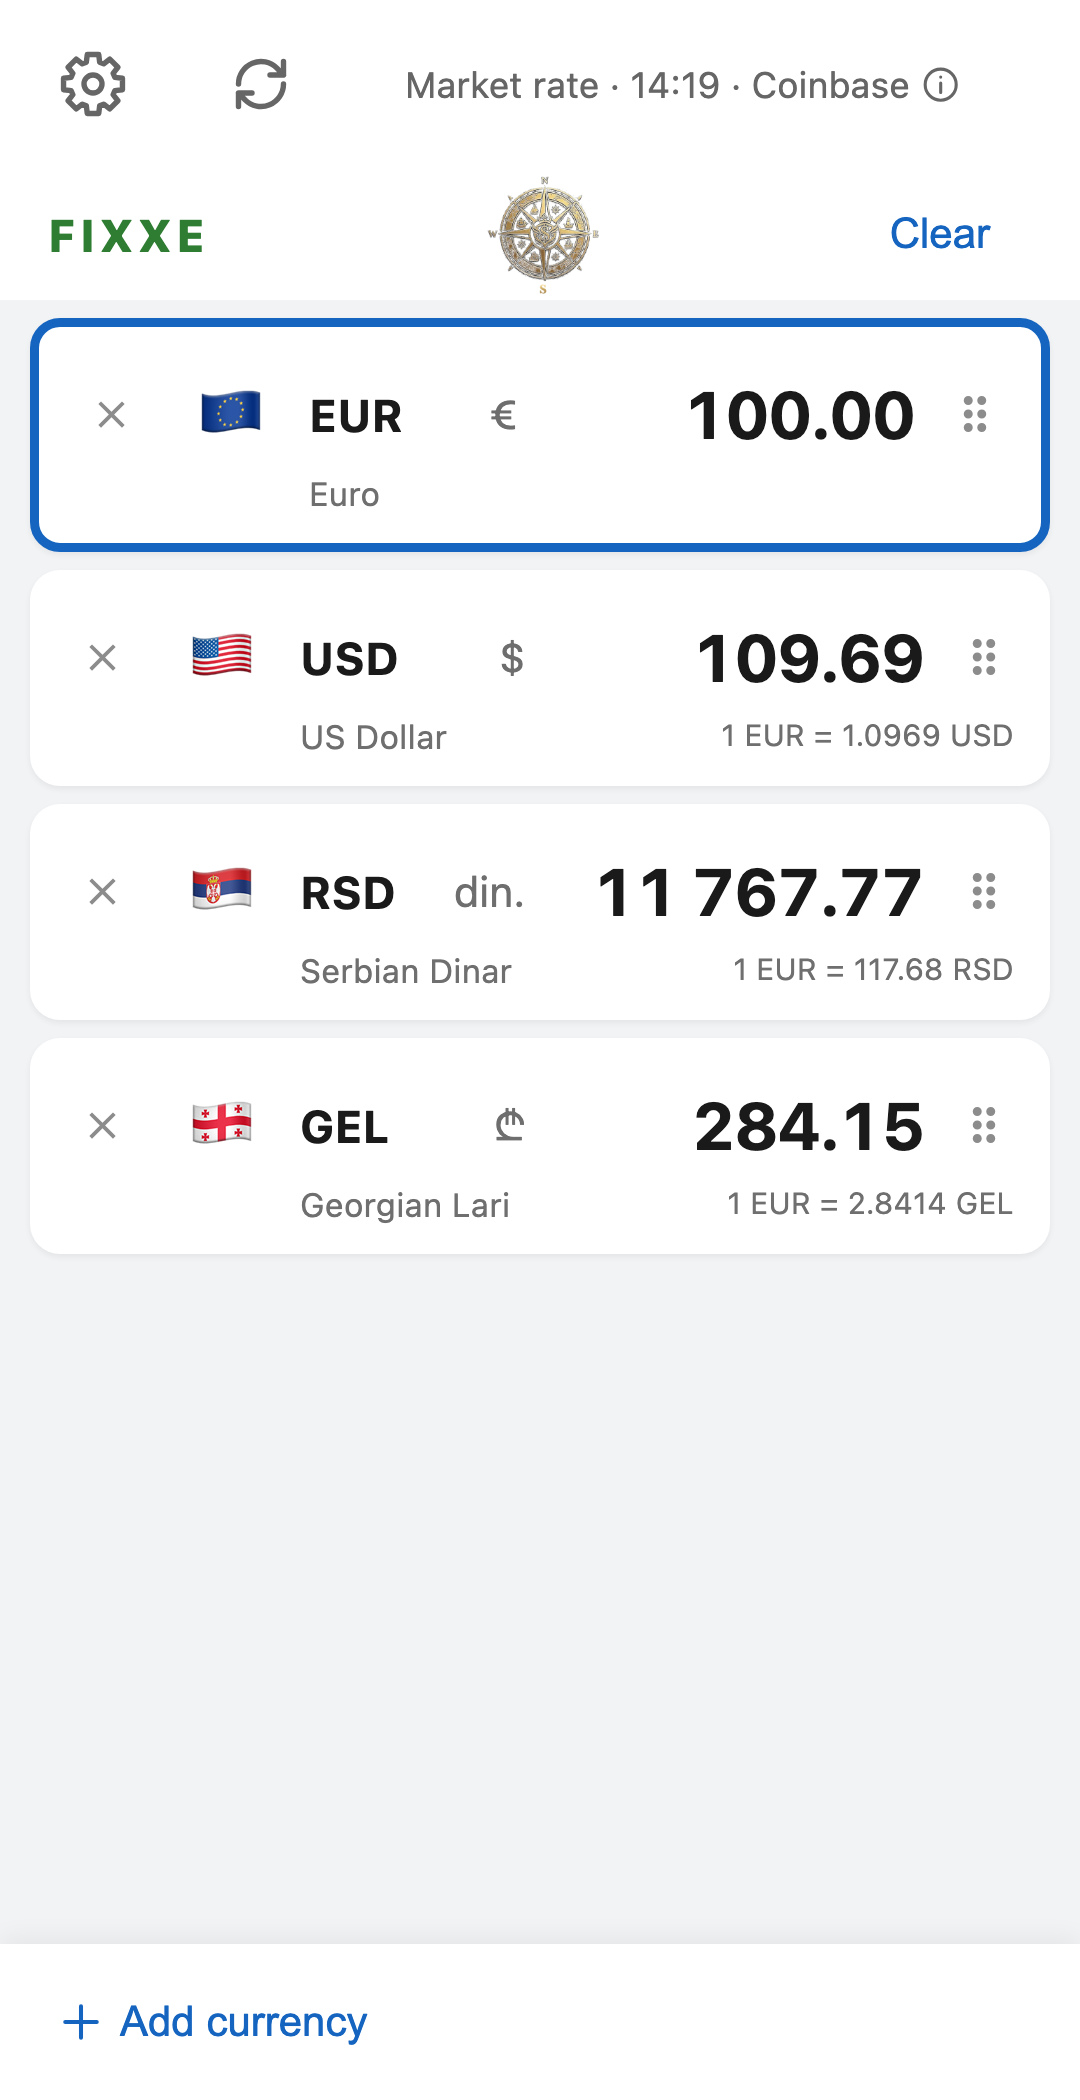 Market rate · 14:19 · Coinbase
FIXXE
N
W
E
S
Clear
EUR € 100.00
Euro
USD $ 109.69
US Dollar 1 EUR = 1.0969 USD
RSD din. 11 767.77
Serbian Dinar 1 EUR = 117.68 RSD
GEL ₾ 284.15
Georgian Lari 1 EUR = 2.8414 GEL
+ Add currency